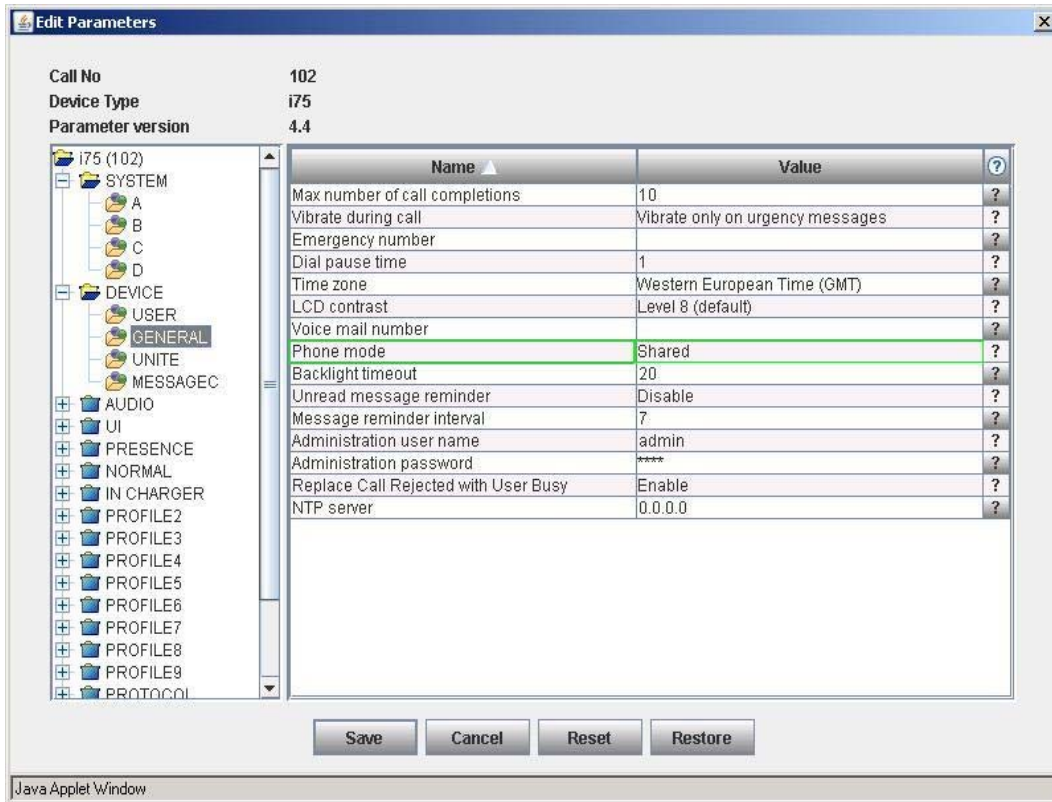 Edit Parameters
Call No 102
Device Type i75
Parameter version 4.4
i75 (102)
SYSTEM
A
B
C
D
DEVICE
USER
GENERAL
UNITE
MESSAGEC
AUDIO
UI
PRESENCE
NORMAL
IN CHARGER
PROFILE2
PROFILE3
PROFILE4
PROFILE5
PROFILE6
PROFILE7
PROFILE8
PROFILE9
PROTOCOL
Name Value ?
Max number of call completions 10 ?
Vibrate during call Vibrate only on urgency messages ?
Emergency number ?
Dial pause time 1 ?
Time zone Western European Time (GMT) ?
LCD contrast Level 8 (default) ?
Voice mail number ?
Phone mode Shared ?
Backlight timeout 20 ?
Unread message reminder Disable ?
Message reminder interval 7 ?
Administration user name admin ?
Administration password **** ?
Replace Call Rejected with User Busy Enable ?
NTP server 0.0.0.0 ?
Save Cancel Reset Restore
Java Applet Window